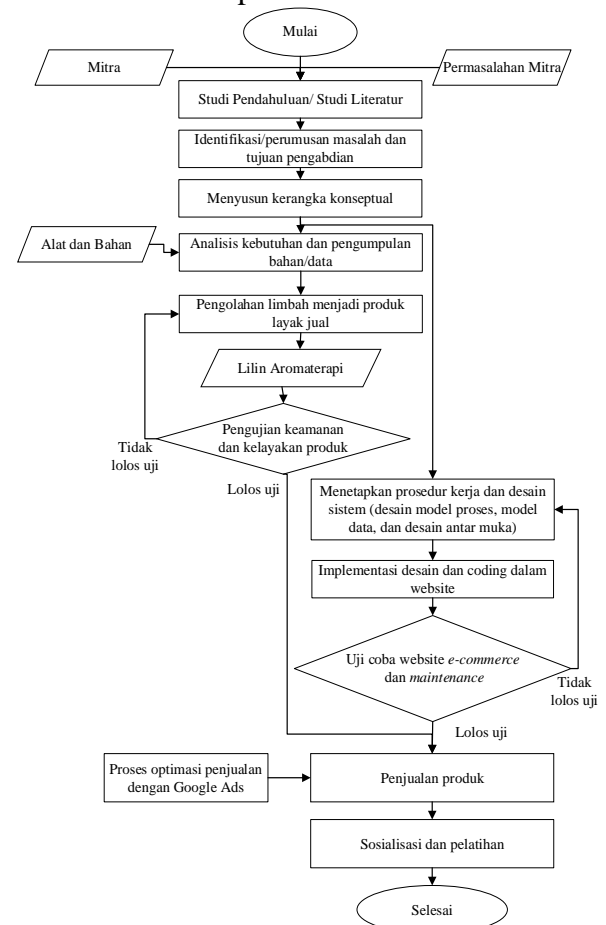 Mulai
Mitra
Permasalahan Mitra
Studi Pendahuluan/ Studi Literatur
Identifikasi/perumusan masalah dan
tujuan pengabdian
Menyusun kerangka konseptual
Alat dan Bahan
Analisis kebutuhan dan pengumpulan
bahan/data
Pengolahan limbah menjadi produk
layak jual
Lilin Aromaterapi
Pengujian keamanan
dan kelayakan produk
Tidak
lolos uji
Lolos uji
Menetapkan prosedur kerja dan desain
sistem (desain model proses, model
data, dan desain antar muka)
Implementasi desain dan coding dalam
website
Uji coba website e-commerce
dan maintenance
Tidak
lolos uji
Lolos uji
Proses optimasi penjualan
dengan Google Ads
Penjualan produk
Sosialisasi dan pelatihan
Selesai